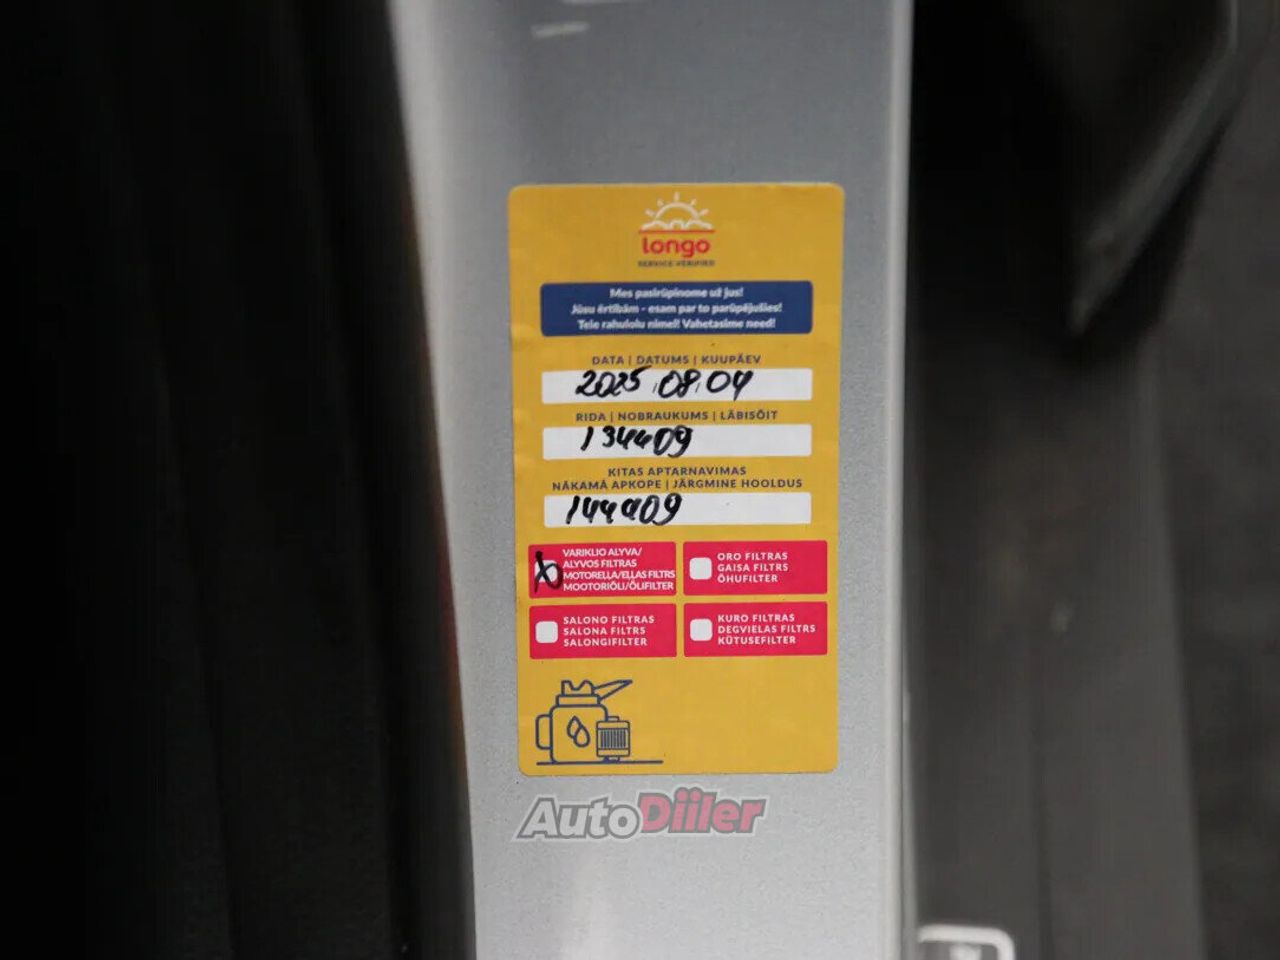 longo
SERVICE VERIFIED
Mes pasirūpinome už jus!
Jūsu ērtībām - esam par to parūpējušies!
Teie rahulolu nimel! Vahetasime need!
DATA | DATUMS | KUUPÄEV
2025.08.04
RIDA | NOBRAUKUMS | LÄBISÕIT
134409
KITAS APTARNAVIMAS
NĀKAMĀ APKOPE | JÄRGMINE HOOLDUS
144409
VARIKLIO ALYVA/
ALYVOS FILTRAS
MOTORELLA/ELLAS FILTRS
MOOTORIÕLI/ÕLIFILTER
ORO FILTRAS
GAISA FILTRS
ÕHUFILTER
SALONO FILTRAS
SALONA FILTRS
SALONGIFILTER
KURO FILTRAS
DEGVIELAS FILTRS
KÜTUSEFILTER
AutoDiiler